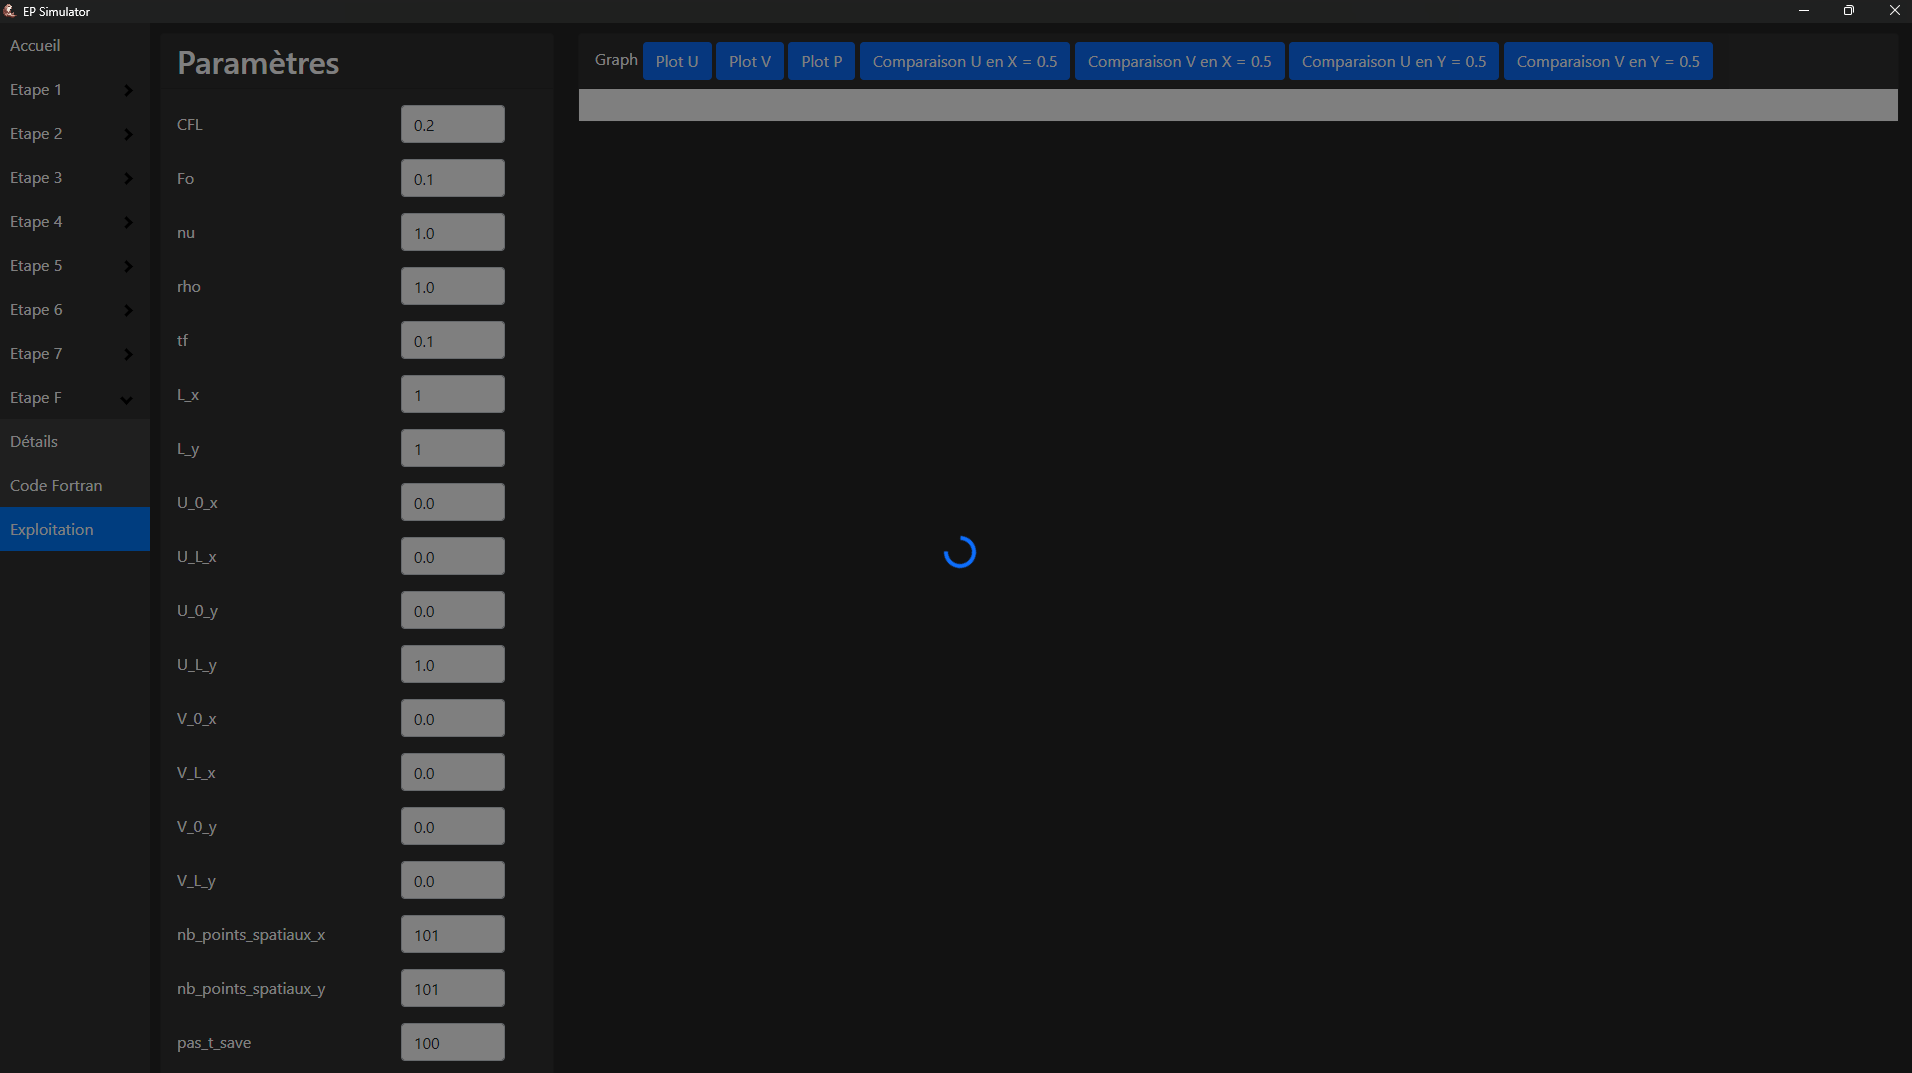 EP Simulator
Accueil
Etape 1
Etape 2
Etape 3
Etape 4
Etape 5
Etape 6
Etape 7
Etape F
Détails
Code Fortran
Exploitation
Paramètres
CFL 0.2
Fo 0.1
nu 1.0
rho 1.0
tf 0.1
L_x 1
L_y 1
U_0_x 0.0
U_L_x 0.0
U_0_y 0.0
U_L_y 1.0
V_0_x 0.0
V_L_x 0.0
V_0_y 0.0
V_L_y 0.0
nb_points_spatiaux_x 101
nb_points_spatiaux_y 101
pas_t_save 100
Graph Plot U Plot V Plot P Comparaison U en X = 0.5 Comparaison V en X = 0.5 Comparaison U en Y = 0.5 Comparaison V en Y = 0.5